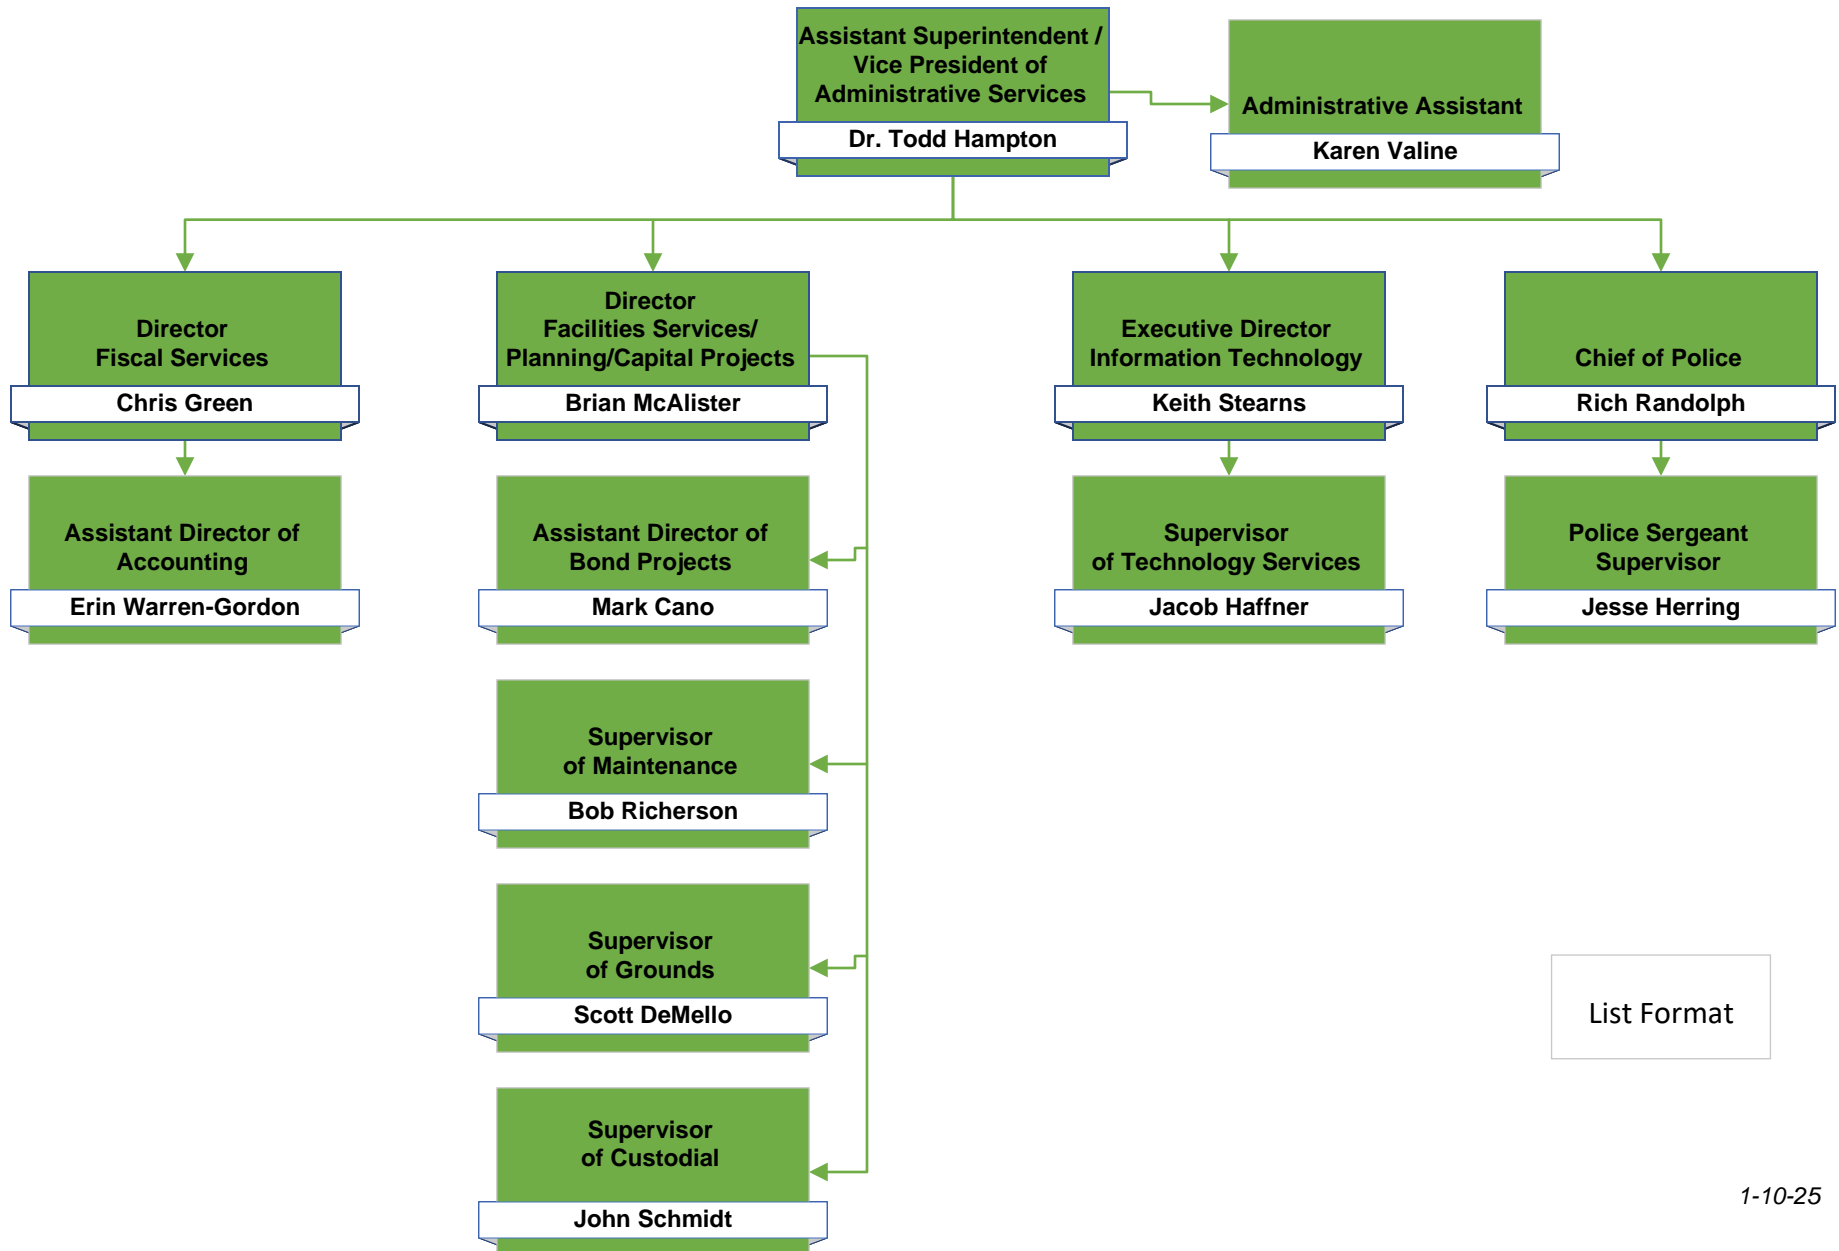 Assistant Superintendent /
Vice President of
Administrative Services
Dr. Todd Hampton
Administrative Assistant
Karen Valine
Director
Fiscal Services
Chris Green
Director
Facilities Services/
Planning/Capital Projects
Brian McAlister
Executive Director
Information Technology
Keith Stearns
Chief of Police
Rich Randolph
Assistant Director of
Accounting
Erin Warren-Gordon
Assistant Director of
Bond Projects
Mark Cano
Supervisor
of Technology Services
Jacob Haffner
Police Sergeant
Supervisor
Jesse Herring
Supervisor
of Maintenance
Bob Richerson
Supervisor
of Grounds
Scott DeMello
List Format
Supervisor
of Custodial
John Schmidt
1-10-25